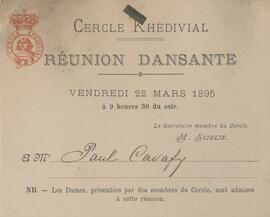 CERCLE KHÉDIVIAL
RÉUNION DANSANTE
VENDREDI 22 MARS 1895
à 9 heures 30 du soir.
Le Secrétaire membre du Cercle,
M. SCIGLIE.
à Mr Paul Cavafy
NB. - Les Dames, présentées par des membres du Cercle, sont admises
à cette réunion.